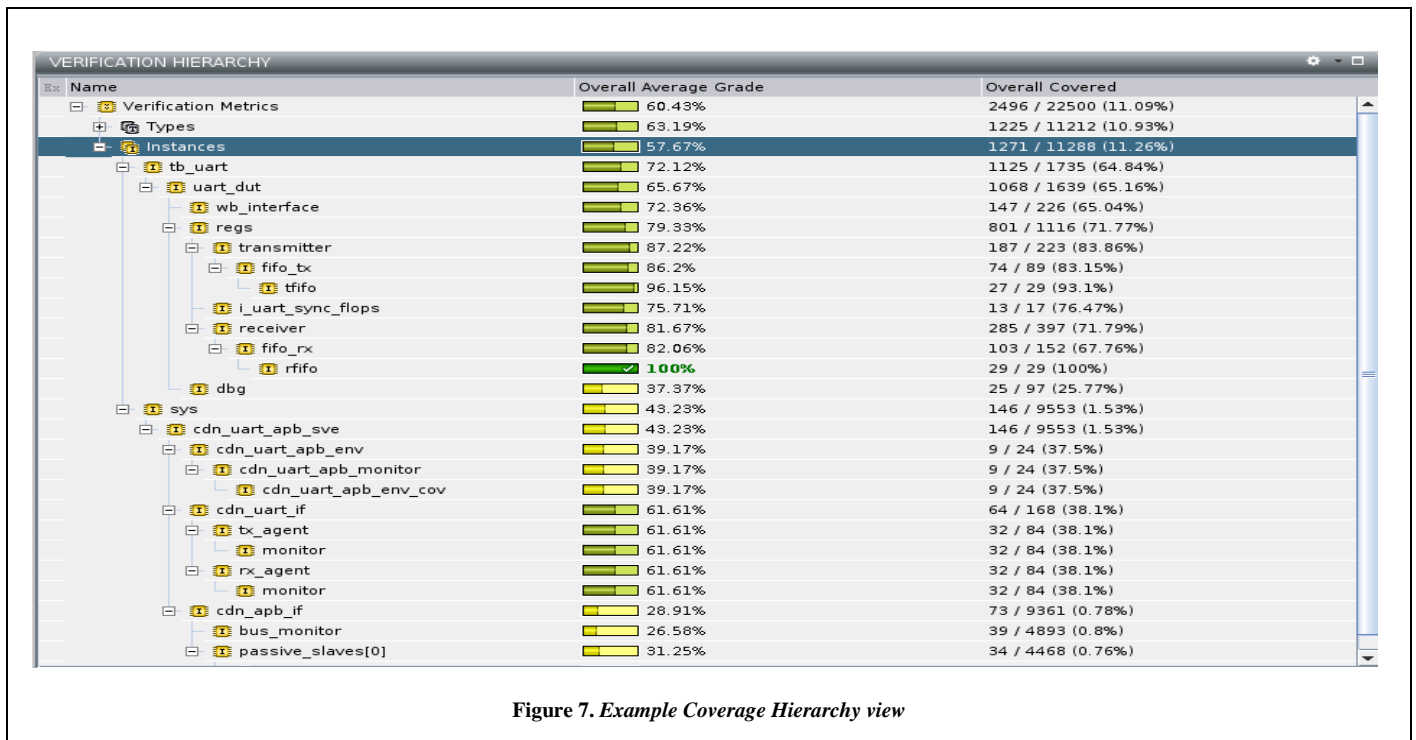 VERIFICATION HIERARCHY
Ex Name Overall Average Grade Overall Covered
Verification Metrics 60.43% 2496 / 22500 (11.09%)
Types 63.19% 1225 / 11212 (10.93%)
Instances 57.67% 1271 / 11288 (11.26%)
tb_uart 72.12% 1125 / 1735 (64.84%)
uart_dut 65.67% 1068 / 1639 (65.16%)
wb_interface 72.36% 147 / 226 (65.04%)
regs 79.33% 801 / 1116 (71.77%)
transmitter 87.22% 187 / 223 (83.86%)
fifo_tx 86.2% 74 / 89 (83.15%)
tfifo 96.15% 27 / 29 (93.1%)
i_uart_sync_flops 75.71% 13 / 17 (76.47%)
receiver 81.67% 285 / 397 (71.79%)
fifo_rx 82.06% 103 / 152 (67.76%)
rfifo 100% 29 / 29 (100%)
dbg 37.37% 25 / 97 (25.77%)
sys 43.23% 146 / 9553 (1.53%)
cdn_uart_apb_sve 43.23% 146 / 9553 (1.53%)
cdn_uart_apb_env 39.17% 9 / 24 (37.5%)
cdn_uart_apb_monitor 39.17% 9 / 24 (37.5%)
cdn_uart_apb_env_cov 39.17% 9 / 24 (37.5%)
cdn_uart_if 61.61% 64 / 168 (38.1%)
tx_agent 61.61% 32 / 84 (38.1%)
monitor 61.61% 32 / 84 (38.1%)
rx_agent 61.61% 32 / 84 (38.1%)
monitor 61.61% 32 / 84 (38.1%)
cdn_apb_if 28.91% 73 / 9361 (0.78%)
bus_monitor 26.58% 39 / 4893 (0.8%)
passive_slaves[0] 31.25% 34 / 4468 (0.76%)
Figure 7. Example Coverage Hierarchy view